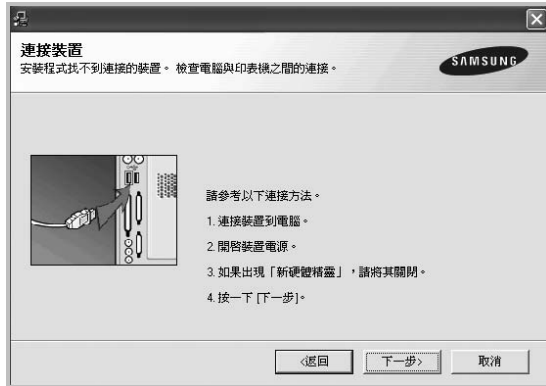 連接裝置
安裝程式找不到連接的裝置。 檢查電腦與印表機之間的連接。
SAMSUNG
請參考以下連接方法。
1. 連接裝置到電腦。
2. 開啓裝置電源。
3. 如果出現「新硬體精靈」，請將其關閉。
4. 按一下 [下一步]。
<返回
下一步>
取消